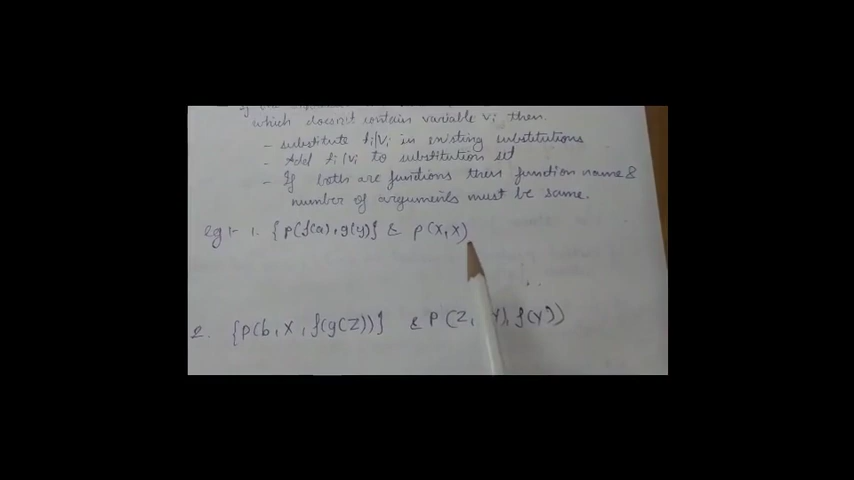 which doesn't contain variable Vi then.
- substitute ti/Vi in existing substitutions
- Add ti/Vi to substitution set
- If both are functions then function name &
number of arguments must be same.
eg:- 1. {P(f(a), g(y)} & P(X, X)
2. {P(b, X, f(g(Z))} & P(Z, Y), f(Y))